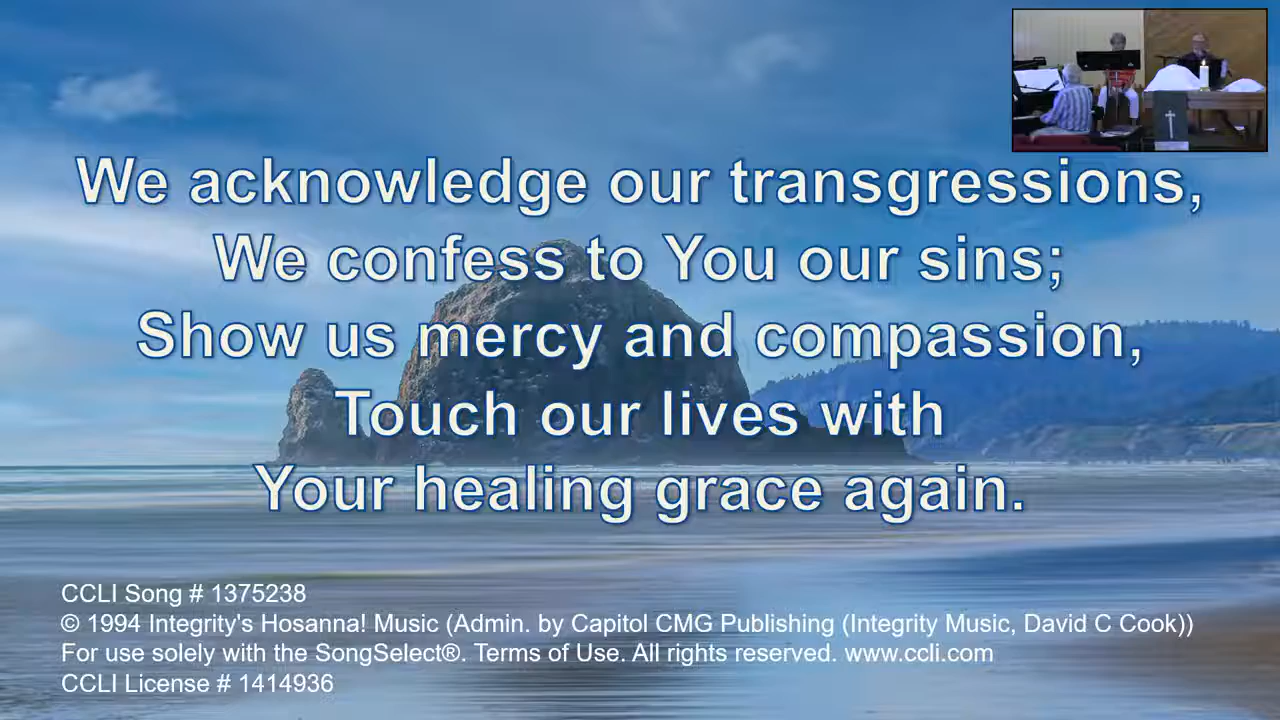 We acknowledge our transgressions,
We confess to You our sins;
Show us mercy and compassion,
Touch our lives with
Your healing grace again.
CCLI Song # 1375238
© 1994 Integrity's Hosanna! Music (Admin. by Capitol CMG Publishing (Integrity Music, David C Cook))
For use solely with the SongSelect®. Terms of Use. All rights reserved. www.ccli.com
CCLI License # 1414936